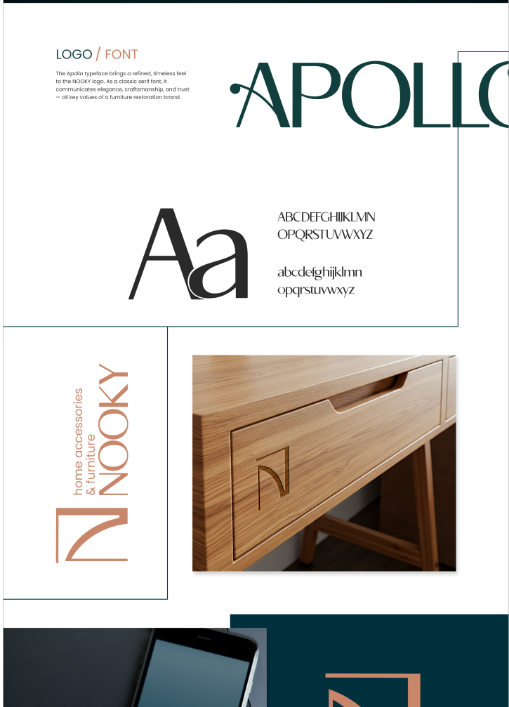 LOGO / FONT
The Apollo typeface brings a refined, timeless feel
to the NOOKY logo. As a classic serif font, it
communicates elegance, craftsmanship, and trust
— all key values of a furniture restoration brand.
APOLLO
Aa
ABCDEFGHIJKLMN
OPQRSTUVWXYZ
abcdefghijklmn
opqrstuvwxyz
home accessories
& furniture
NOOKY